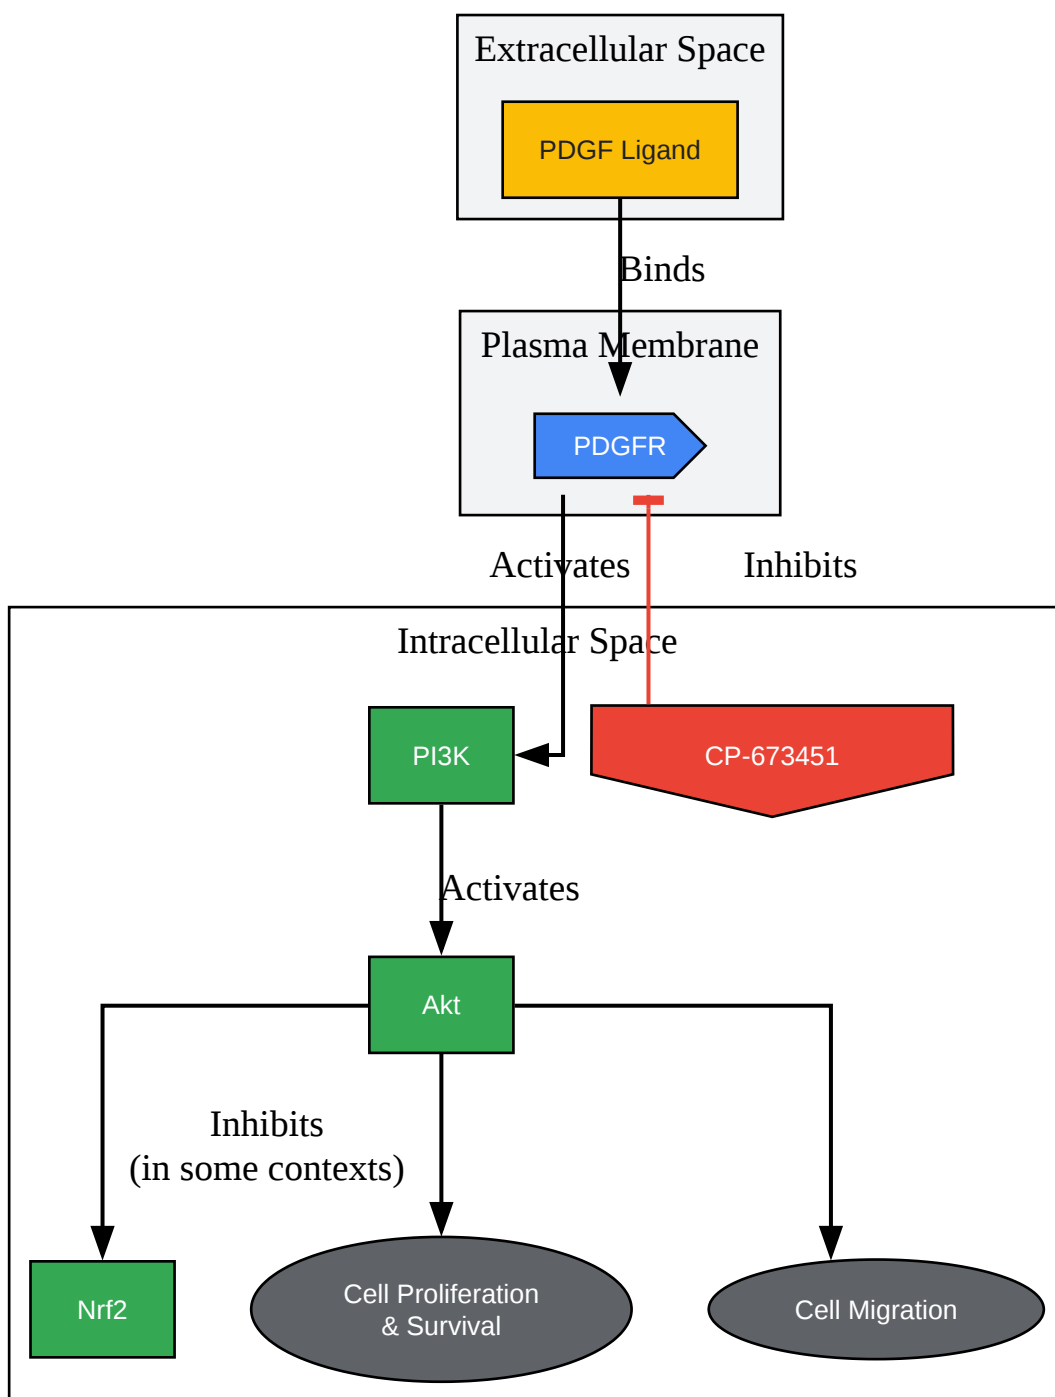 Extracellular Space
PDGF Ligand
Binds
Plasma Membrane
PDGFR
Activates
Inhibits
Intracellular Space
PI3K
CP-673451
Activates
Akt
Inhibits
(in some contexts)
Nrf2
Cell Proliferation
& Survival
Cell Migration